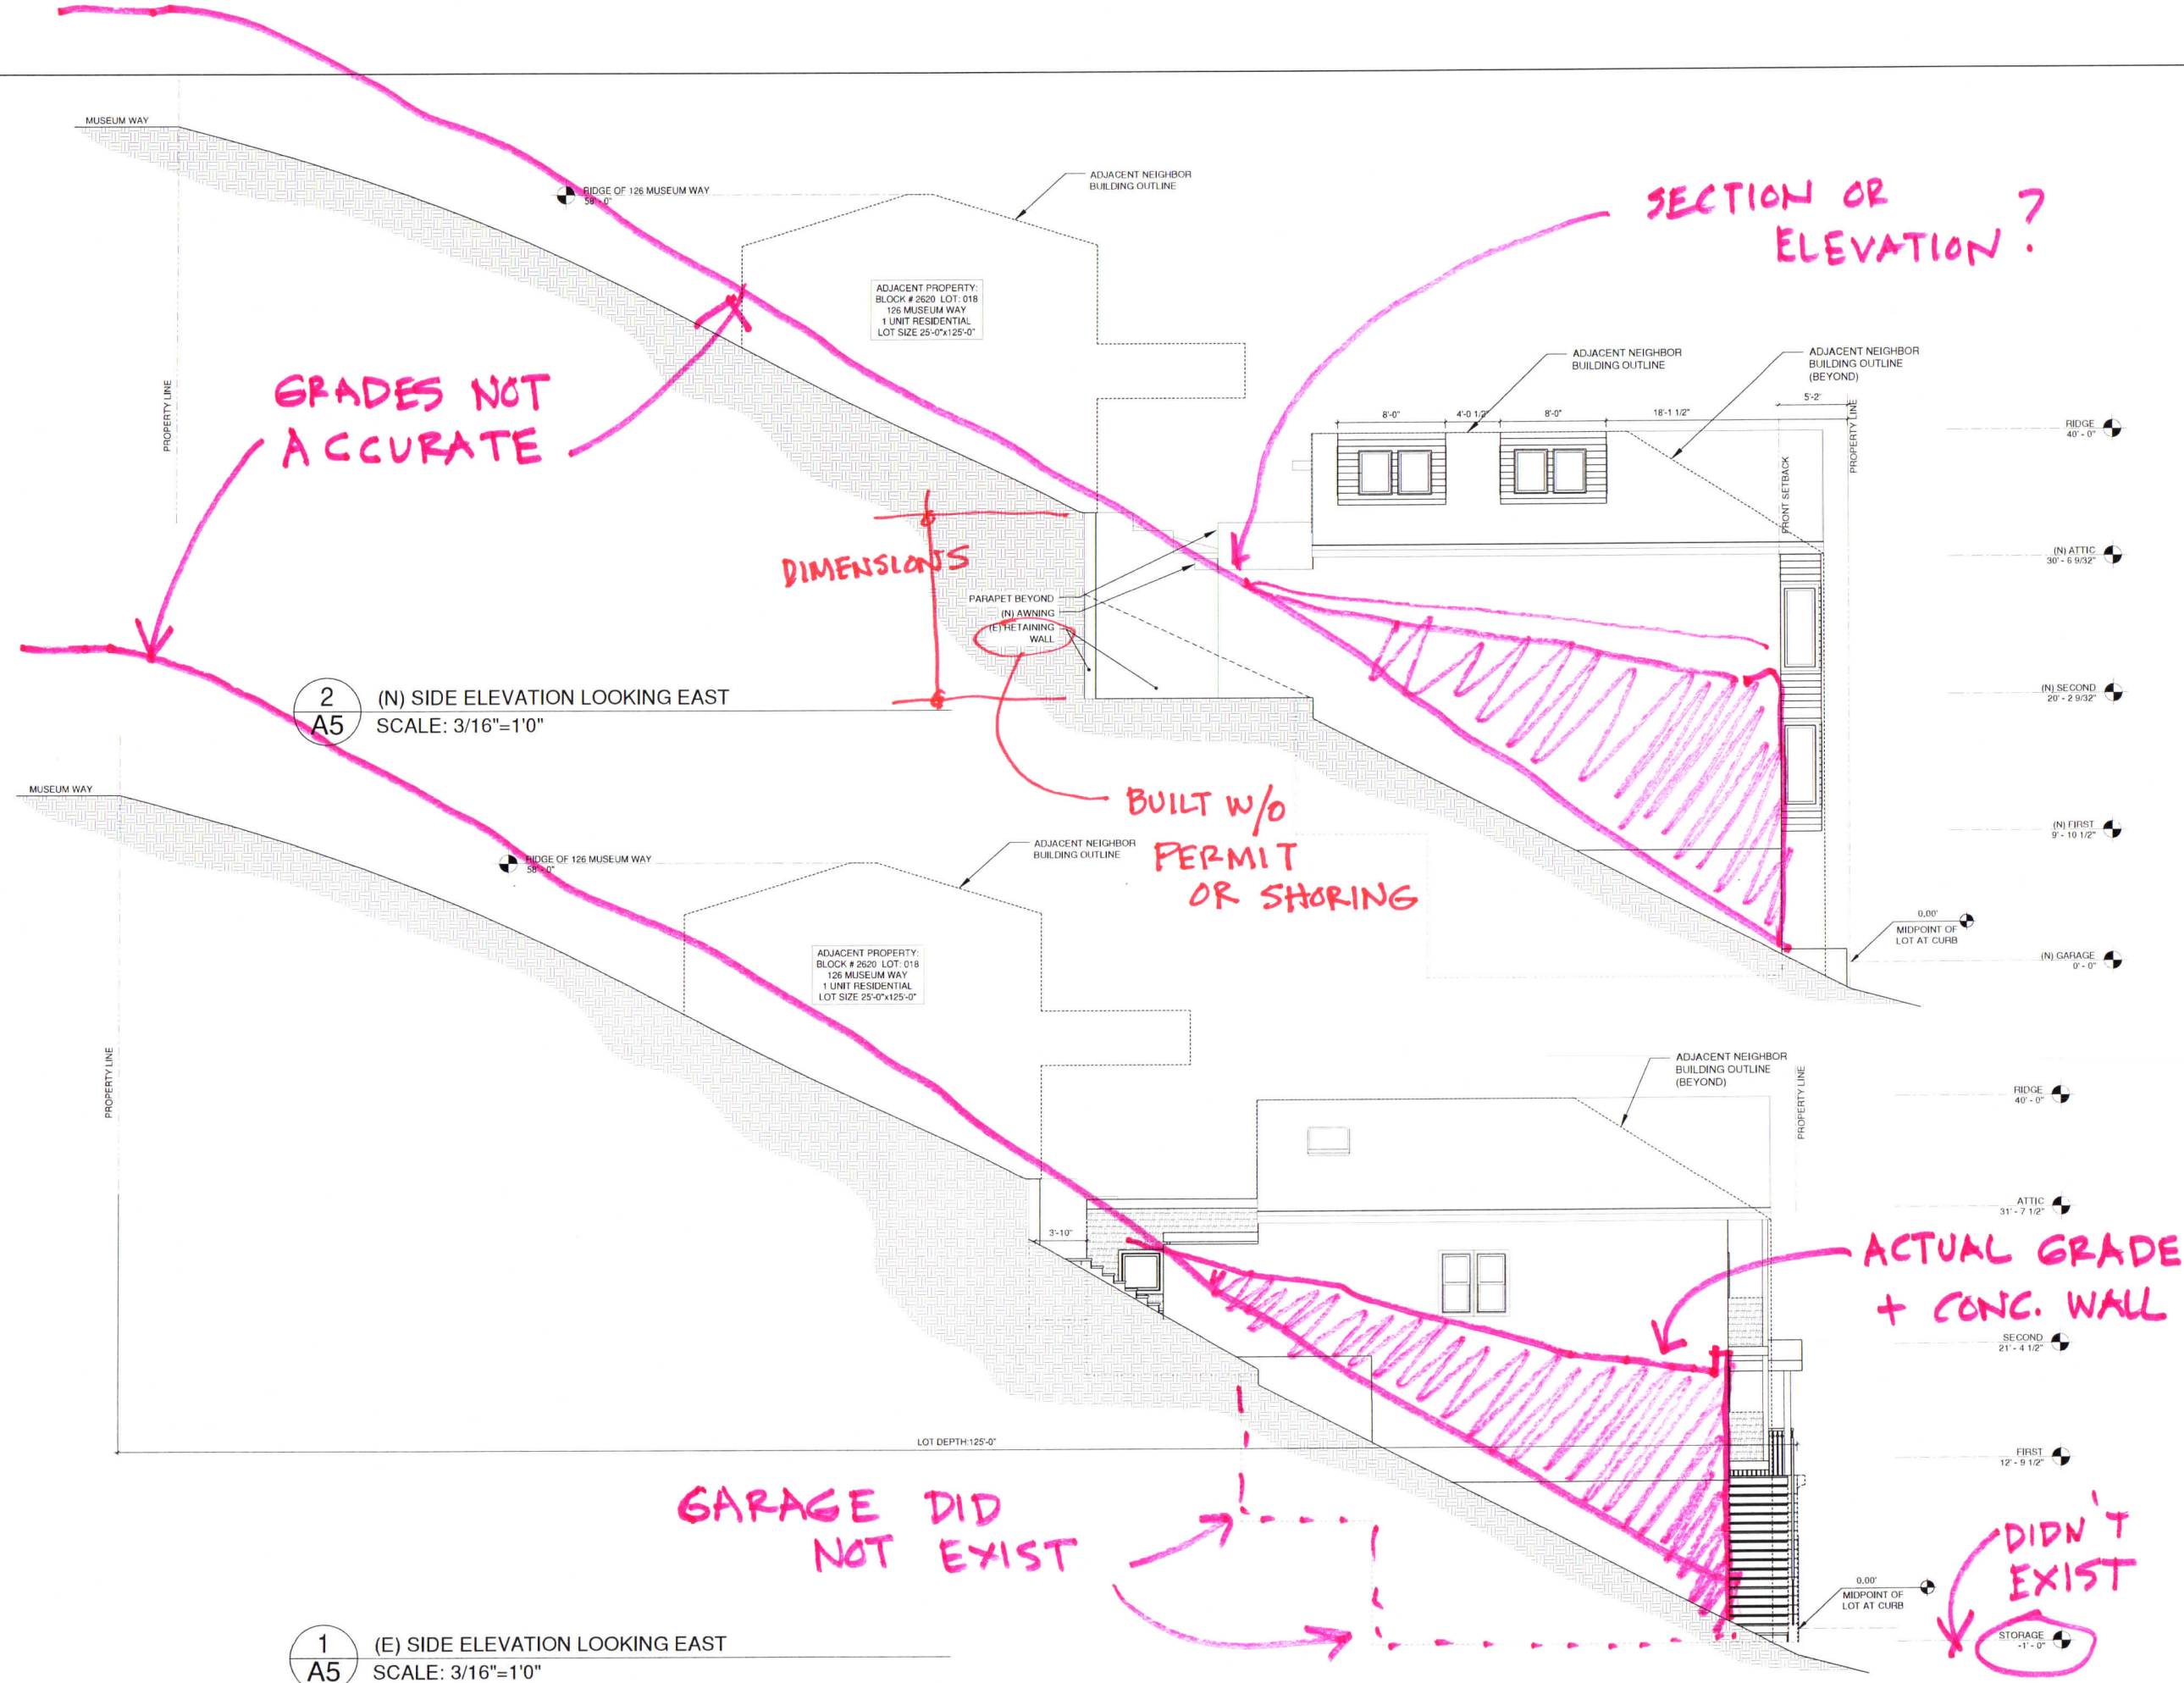 MUSEUM WAY
RIDGE OF 126 MUSEUM WAY
58' - 0"
ADJACENT NEIGHBOR
BUILDING OUTLINE
SECTION OR
ELEVATION ?
ADJACENT PROPERTY:
BLOCK # 2620 LOT: 018
126 MUSEUM WAY
1 UNIT RESIDENTIAL
LOT SIZE 25'-0"x125'-0"
PROPERTY LINE
GRADES NOT
ACCURATE
ADJACENT NEIGHBOR
BUILDING OUTLINE
ADJACENT NEIGHBOR
BUILDING OUTLINE
(BEYOND)
8'-0"
4'-0 1/2"
8'-0"
18'-1 1/2"
5'-2"
PROPERTY LINE
FRONT SETBACK
RIDGE
40' - 0"
(N) ATTIC
30' - 6 9/32"
(N) SECOND
20' - 2 9/32"
(N) FIRST
9' - 10 1/2"
0.00'
MIDPOINT OF
LOT AT CURB
(N) GARAGE
0' - 0"
DIMENSIONS
PARAPET BEYOND
(N) AWNING
(E) RETAINING
WALL
BUILT W/O
PERMIT
OR SHORING
2
A5
(N) SIDE ELEVATION LOOKING EAST
SCALE: 3/16"=1'0"
MUSEUM WAY
RIDGE OF 126 MUSEUM WAY
58' - 0"
ADJACENT NEIGHBOR
BUILDING OUTLINE
ADJACENT PROPERTY:
BLOCK # 2620 LOT: 018
126 MUSEUM WAY
1 UNIT RESIDENTIAL
LOT SIZE 25'-0"x125'-0"
PROPERTY LINE
ADJACENT NEIGHBOR
BUILDING OUTLINE
(BEYOND)
PROPERTY LINE
RIDGE
40' - 0"
ATTIC
31' - 7 1/2"
3'-10"
ACTUAL GRADE
+ CONC. WALL
SECOND
21' - 4 1/2"
LOT DEPTH:125'-0"
FIRST
12' - 9 1/2"
GARAGE DID
NOT EXIST
DIDN'T
EXIST
0.00'
MIDPOINT OF
LOT AT CURB
STORAGE
-1' - 0"
1
A5
(E) SIDE ELEVATION LOOKING EAST
SCALE: 3/16"=1'0"